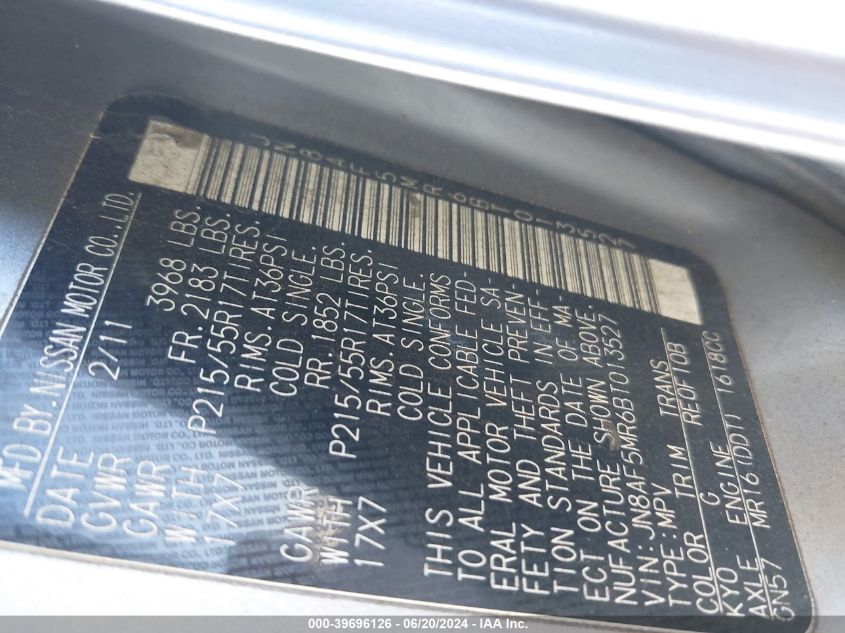 MFD BY.NISSAN MOTOR CO.,LTD.
DATE 2/11
GVWR 3968 LBS.
GAWR FR.2183 LBS.
WITH P215/55R17TIRES.
17X7 RIMS.AT36PSI
COLD SINGLE.
GAWR RR.1852 LBS.
WITH P215/55R17TIRES.
17X7 RIMS.AT36PSI
COLD SINGLE.
THIS VEHICLE CONFORMS
TO ALL APPLICABLE FED-
ERAL MOTOR VEHICLE SA-
FETY AND THEFT PREVEN-
TION STANDARDS IN EFF-
ECT ON THE DATE OF MA-
NUFACTURE SHOWN ABOVE.
VIN:JN8AF5MR6BT013527
TYPE:MPV
COLOR TRIM TRANS
KYO G RE0F10B
AXLE ENGINE
GN57 MR16(DDT) 1618CC
JN8AF5MR6BT013527
000-39696126 - 06/20/2024 - IAA Inc.